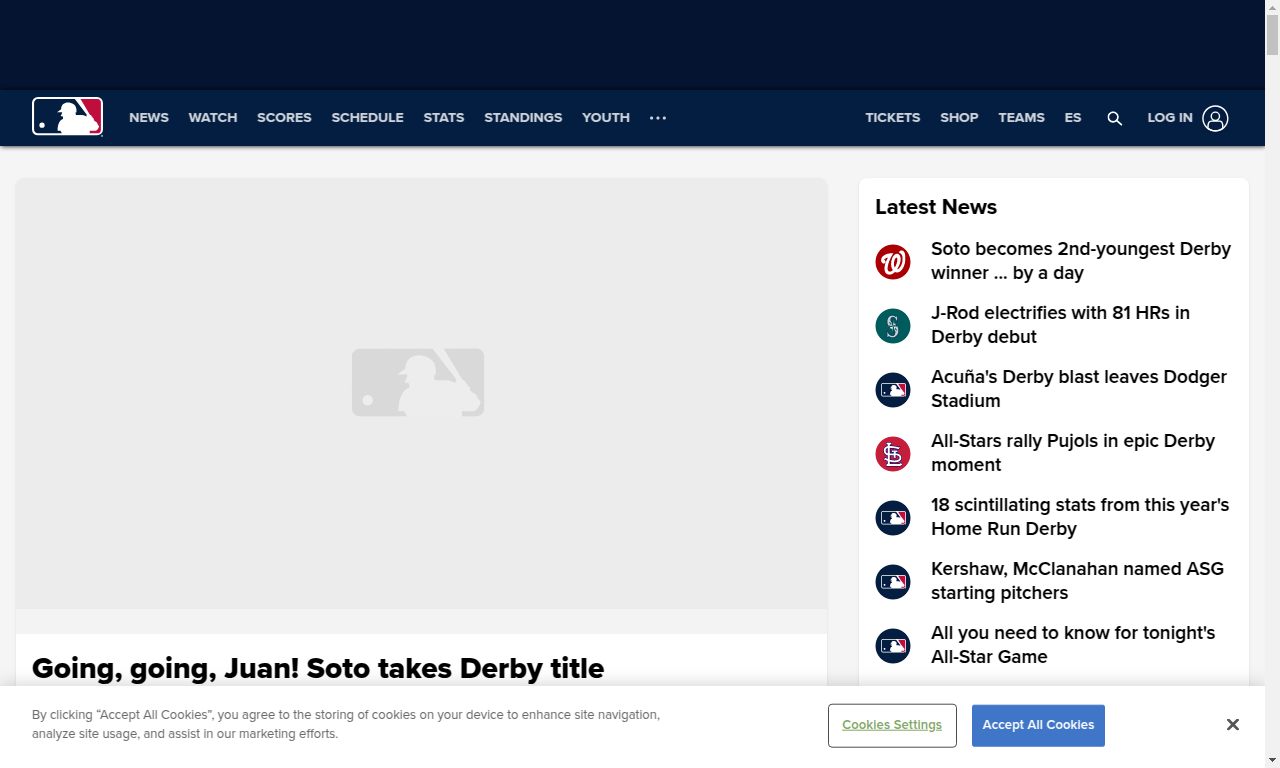 NEWS WATCH SCORES SCHEDULE STATS STANDINGS YOUTH ... TICKETS SHOP TEAMS ES LOG IN
Going, going, Juan! Soto takes Derby title
Latest News
Soto becomes 2nd-youngest Derby
winner ... by a day
J-Rod electrifies with 81 HRs in
Derby debut
Acuña's Derby blast leaves Dodger
Stadium
All-Stars rally Pujols in epic Derby
moment
18 scintillating stats from this year's
Home Run Derby
Kershaw, McClanahan named ASG
starting pitchers
All you need to know for tonight's
All-Star Game
By clicking “Accept All Cookies”, you agree to the storing of cookies on your device to enhance site navigation,
analyze site usage, and assist in our marketing efforts.
Cookies Settings
Accept All Cookies